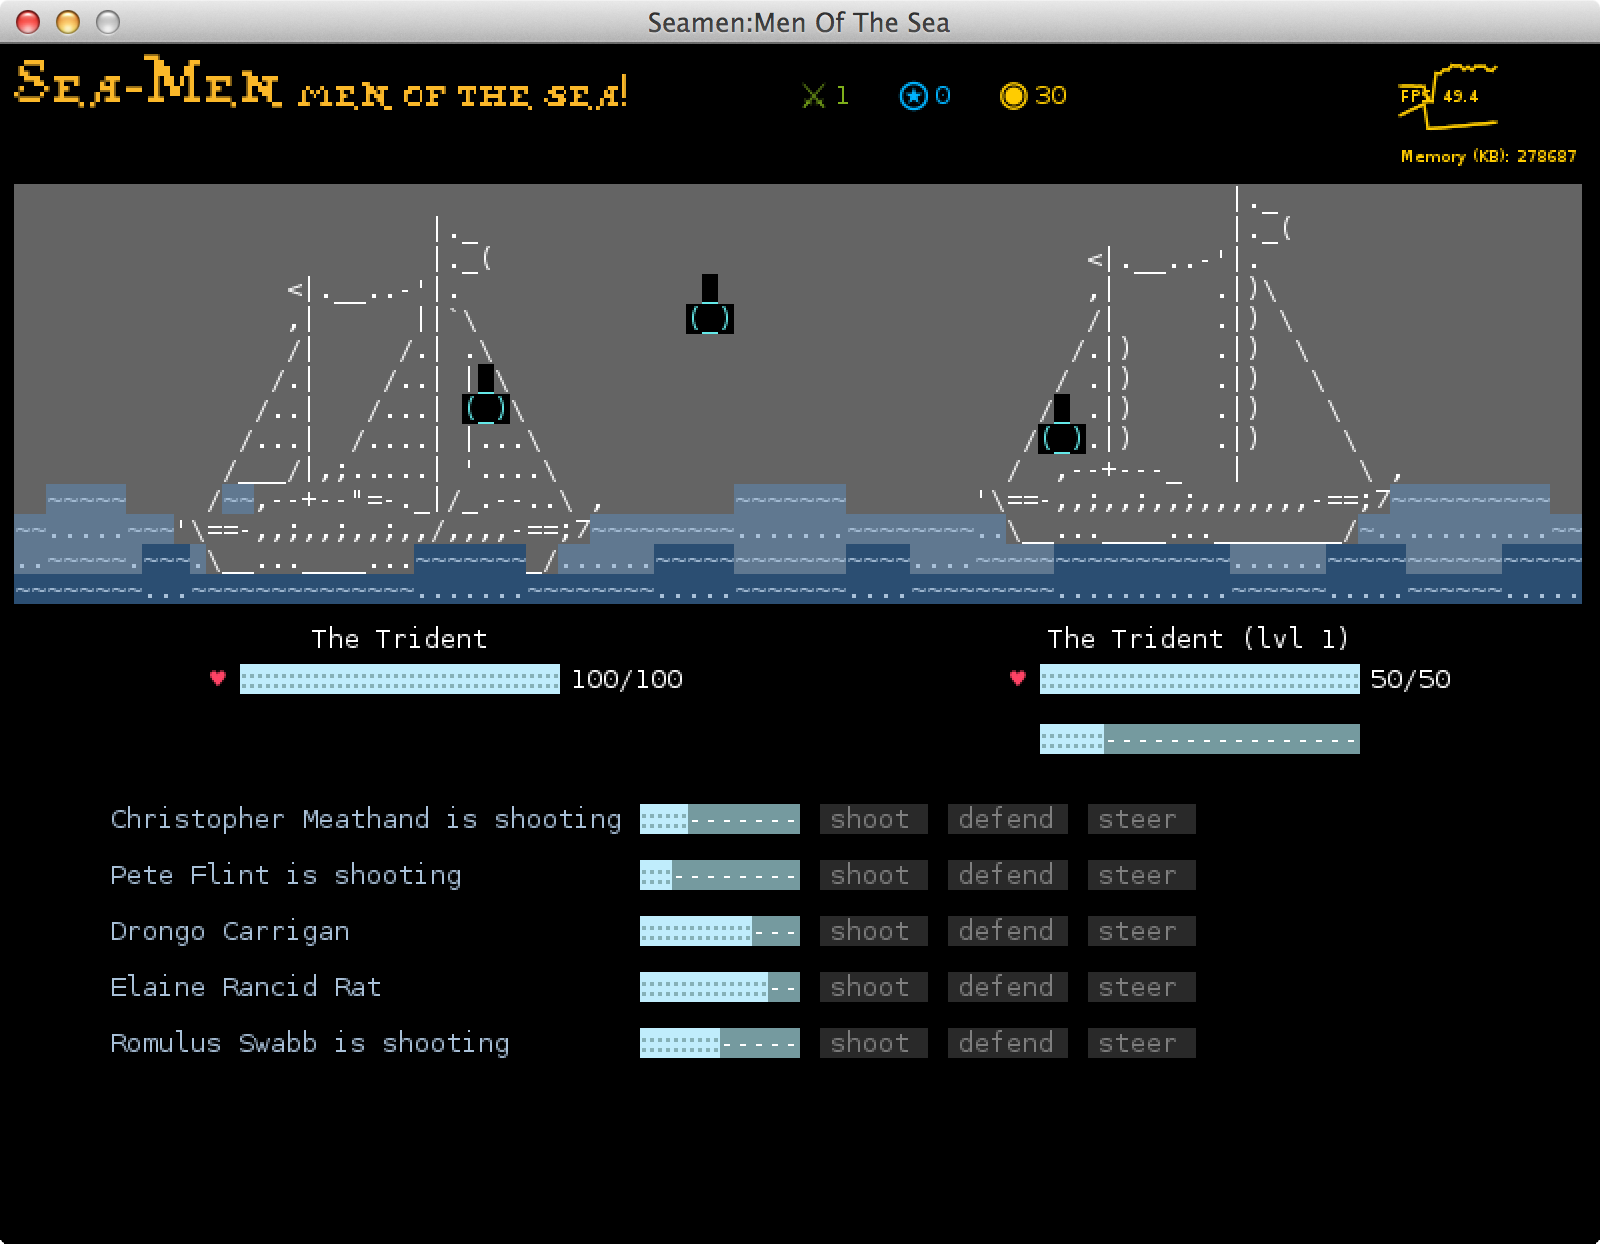 Seamen:Men Of The Sea
SEA-MEN MEN OF THE SEA!
1 0 30
FPS 49.4
Memory (KB): 278687
The Trident
100/100
The Trident (lvl 1)
50/50
Christopher Meathand is shooting shoot defend steer
Pete Flint is shooting shoot defend steer
Drongo Carrigan shoot defend steer
Elaine Rancid Rat shoot defend steer
Romulus Swabb is shooting shoot defend steer